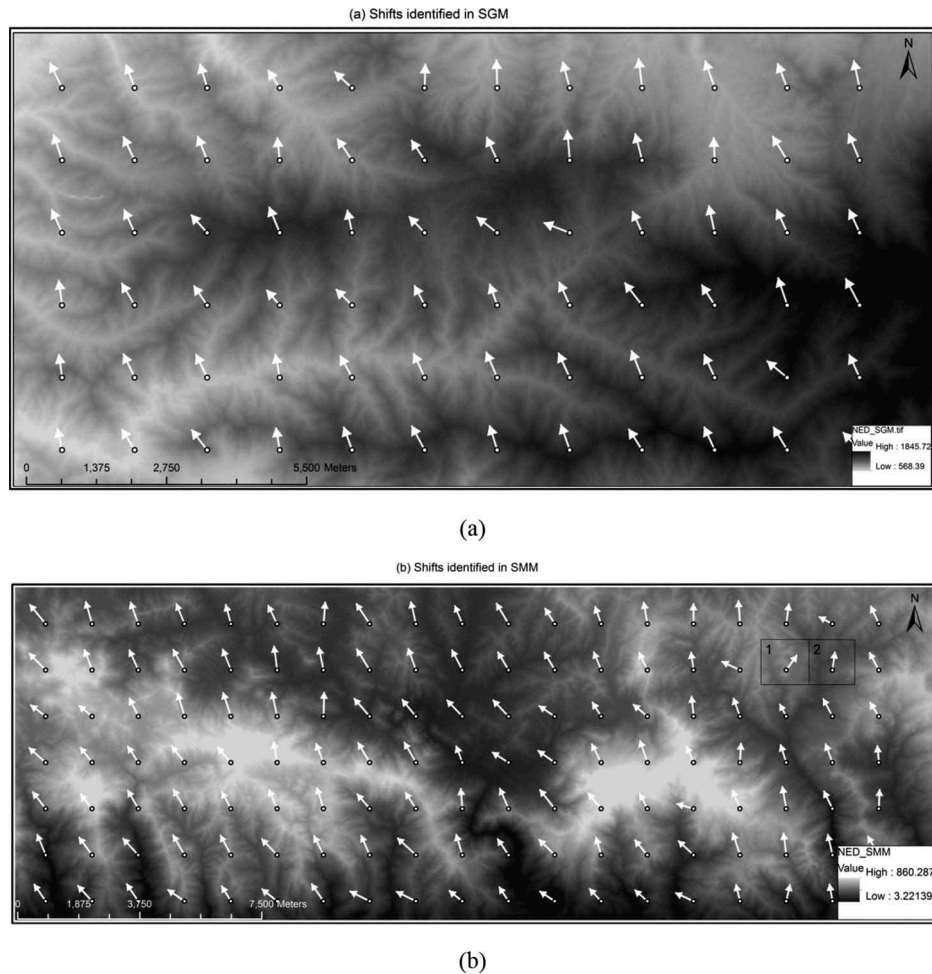 (a) Shifts identified in SGM
N
NED_SGM.tif
Value
High : 1845.72
Low : 568.39
0 1,375 2,750 5,500 Meters
(a)
(b) Shifts identified in SMM
N
1 2
NED_SMM
Value
High : 860.287
Low : 3.22139
0 1,875 3,750 7,500 Meters
(b)